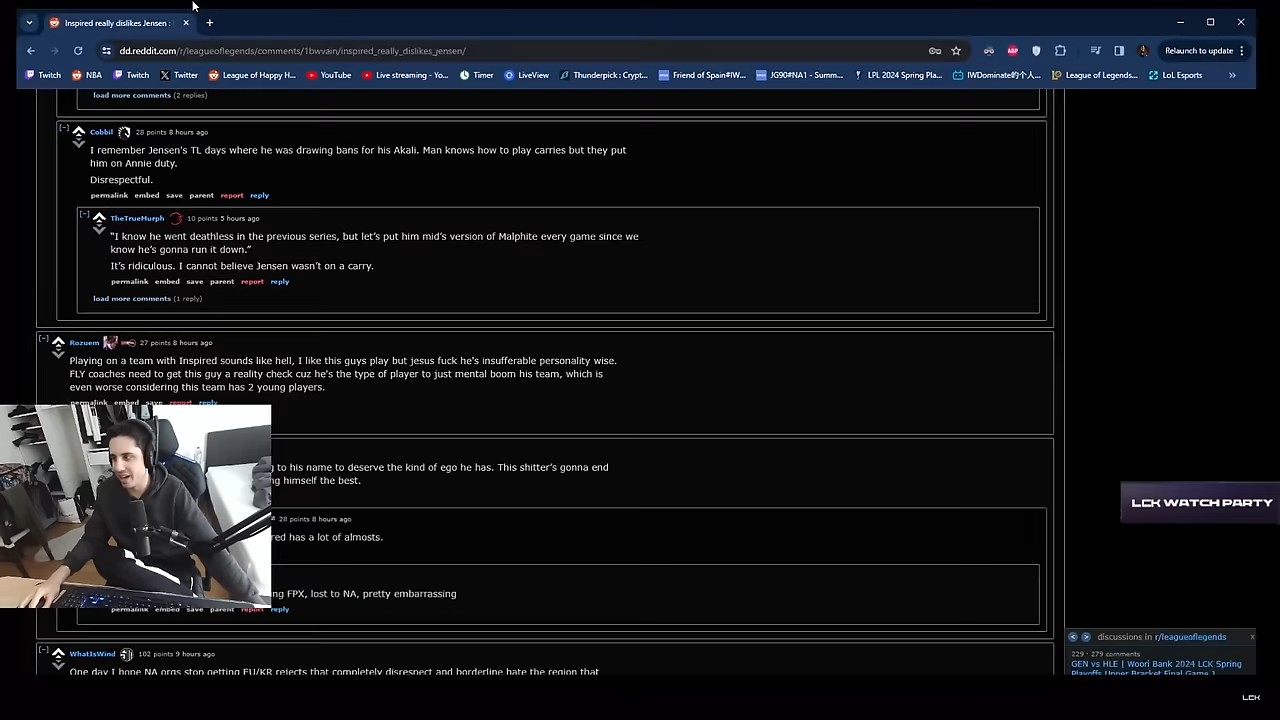 Inspired really dislikes Jensen :
dd.reddit.com/r/leagueoflegends/comments/1bwvain/inspired_really_dislikes_jensen/
Relaunch to update
Twitch NBA Twitch Twitter League of Happy H... YouTube Live streaming - Yo... Timer LiveView Thunderpick : Crypt... Friend of Spain#IW... JG90#NA1 - Summ... LPL 2024 Spring Pla... IWDominate的个人... League of Legends... LoL Esports
load more comments (2 replies)
[-] Cobbil 28 points 8 hours ago
I remember Jensen's TL days where he was drawing bans for his Akali. Man knows how to play carries but they put
him on Annie duty.
Disrespectful.
permalink embed save parent report reply
[-] TheTrueMurph 10 points 5 hours ago
“I know he went deathless in the previous series, but let’s put him mid’s version of Malphite every game since we
know he’s gonna run it down.”
It’s ridiculous. I cannot believe Jensen wasn’t on a carry.
permalink embed save parent report reply
load more comments (1 reply)
[-] Rozuem 27 points 8 hours ago
Playing on a team with Inspired sounds like hell, I like this guys play but jesus fuck he's insufferable personality wise.
FLY coaches need to get this guy a reality check cuz he's the type of player to just mental boom his team, which is
even worse considering this team has 2 young players.
permalink embed save report reply
to his name to deserve the kind of ego he has. This shitter’s gonna end
himself the best.
28 points 8 hours ago
has a lot of almosts.
FPX, lost to NA, pretty embarrassing
permalink embed save parent report reply
[-] WhatIsWind 102 points 9 hours ago
One day I hope NA orgs stop getting EU/KR rejects that completely disrespect and borderline hate the region that
LCK WATCH PARTY
discussions in r/leagueoflegends x
229 · 279 comments
GEN vs HLE | Woori Bank 2024 LCK Spring
Playoffs Upper Bracket Final Game 1
LCK